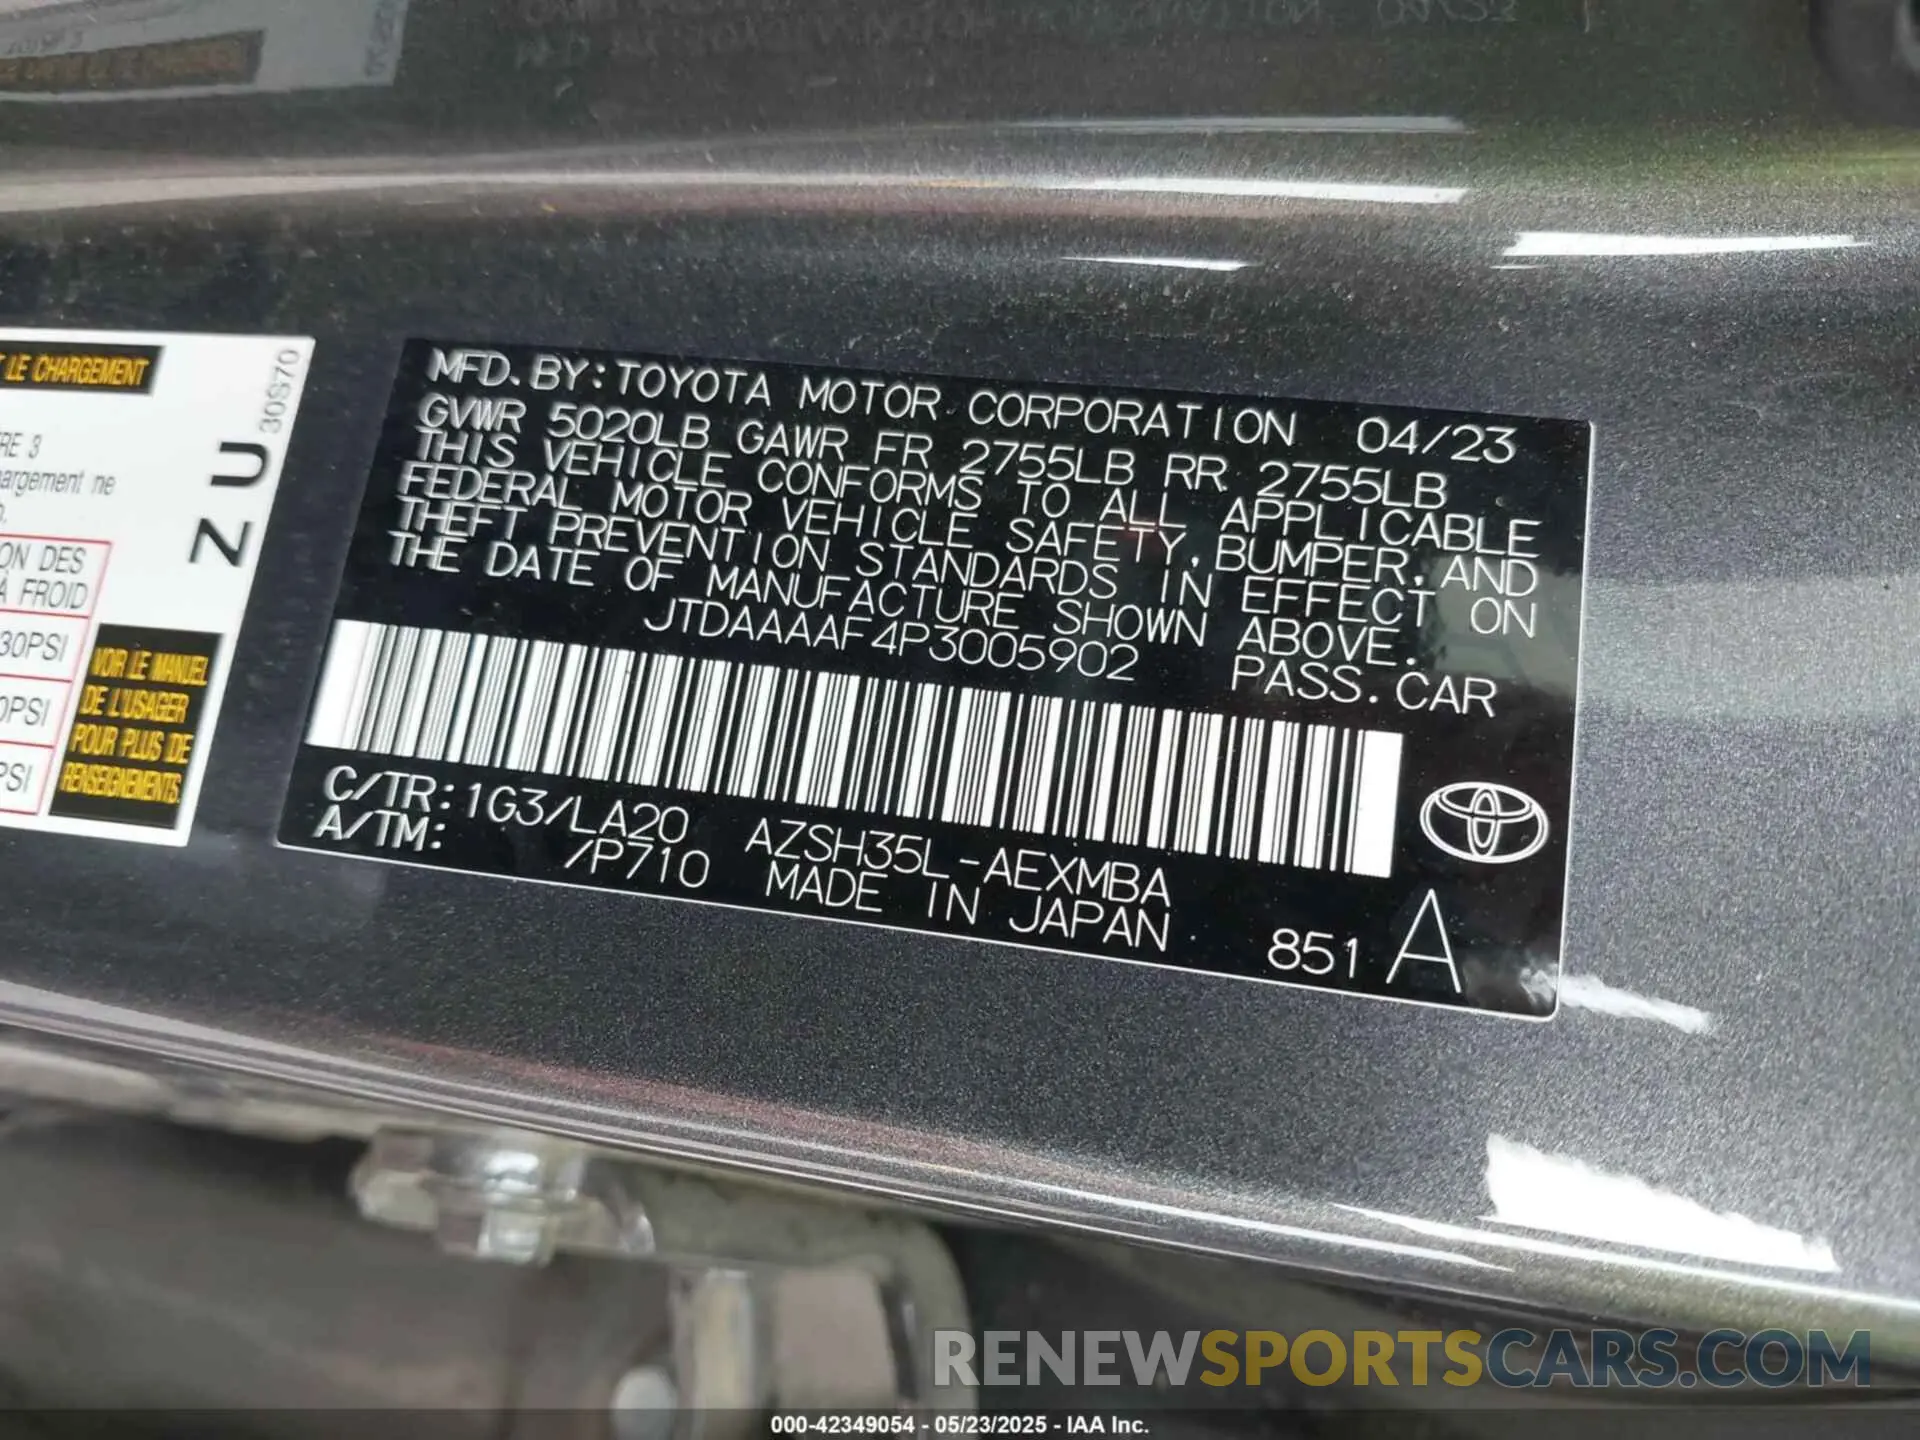 LE CHARGEMENT
30S70
ZU
3
chargement ne
DES
À FROID
30PSI
PSI
PSI
VOIR LE MANUEL
DE L'USAGER
POUR PLUS DE
RENSEIGNEMENTS.
MFD. BY: TOYOTA MOTOR CORPORATION 04/23
GVWR 5020LB GAWR FR 2755LB RR 2755LB
THIS VEHICLE CONFORMS TO ALL APPLICABLE
FEDERAL MOTOR VEHICLE SAFETY, BUMPER, AND
THEFT PREVENTION STANDARDS IN EFFECT ON
THE DATE OF MANUFACTURE SHOWN ABOVE.
JTDAAAAF4P3005902 PASS. CAR
C/TR: 1G3/LA20 AZSH35L-AEXMBA
A/TM: /P710 MADE IN JAPAN 851 A
RENEWSPORTSCARS.COM
000-42349054 - 05/23/2025 - IAA Inc.